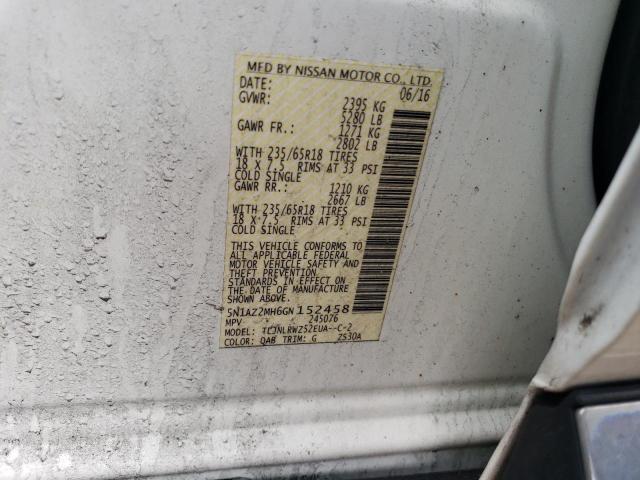 MFD BY NISSAN MOTOR CO., LTD.
DATE: 06/16
GVWR: 2395 KG
5280 LB
GAWR FR.: 1271 KG
2802 LB
WITH 235/65R18 TIRES
18 X 7.5 RIMS AT 33 PSI
COLD SINGLE
GAWR RR.: 1210 KG
2667 LB
WITH 235/65R18 TIRES
18 X 7.5 RIMS AT 33 PSI
COLD SINGLE
THIS VEHICLE CONFORMS TO
ALL APPLICABLE FEDERAL
MOTOR VEHICLE SAFETY AND
THEFT PREVENTION
STANDARDS IN EFFECT ON
THE DATE OF MANUFACTURE
SHOWN ABOVE.
5N1AZ2MH6GN152458
MPV 245076
MODEL: TLJNLRWZ52EUA--C-2
COLOR: QAB TRIM: G ZS30A